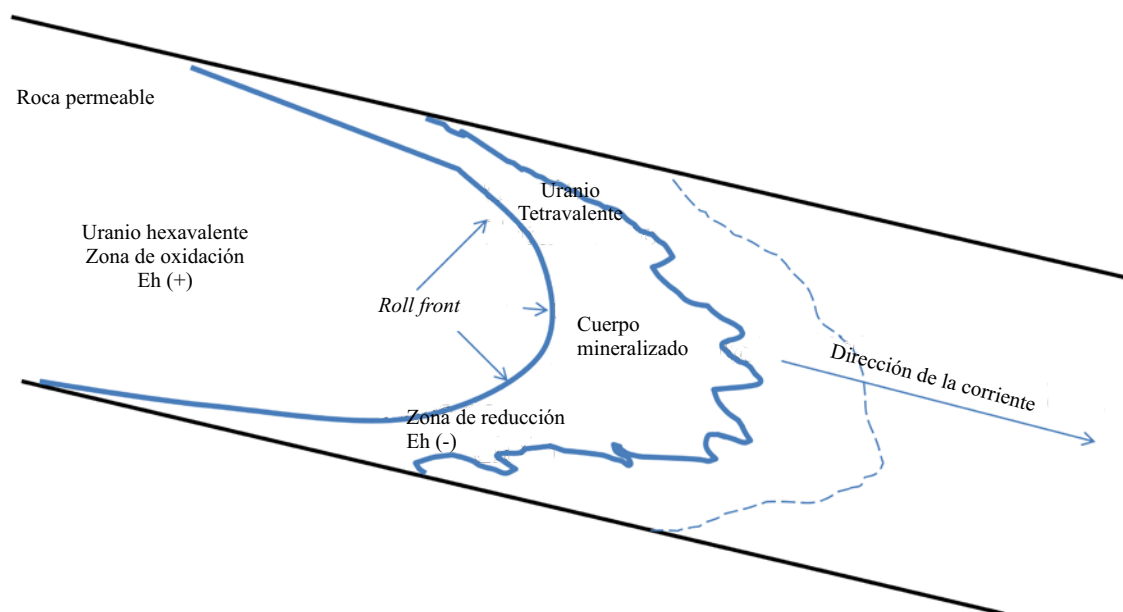 Roca permeable
Uranio
Tetravalente
Uranio hexavalente
Zona de oxidación
Eh (+)
Roll front
Cuerpo
mineralizado
Dirección de la corriente
Zona de reducción
Eh (-)